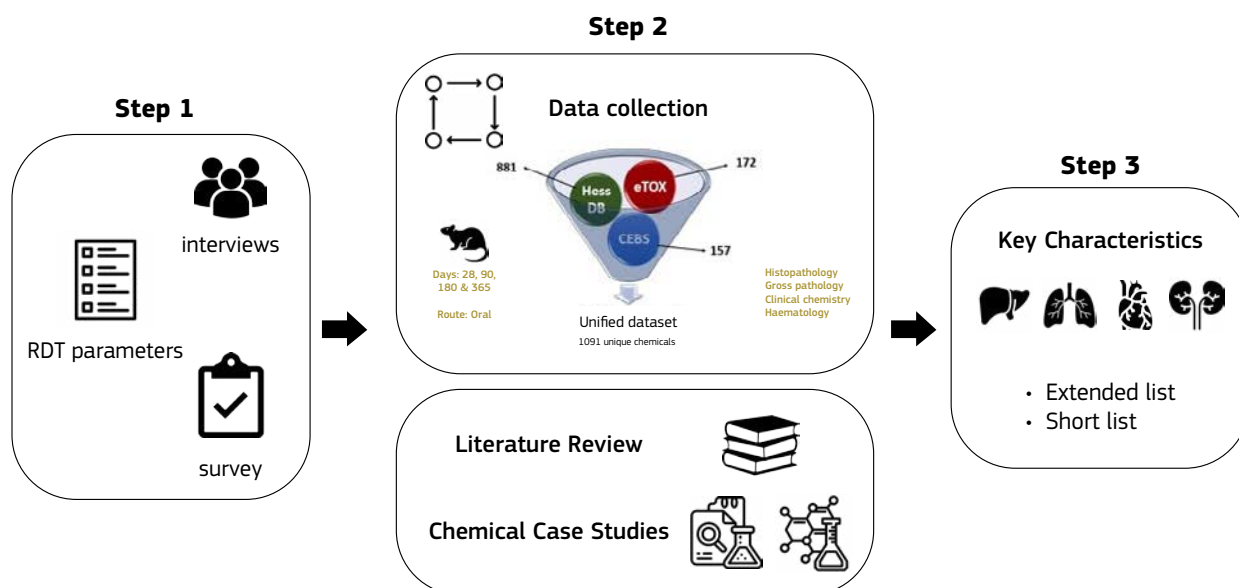 Step 1
interviews
RDT parameters
survey
Step 2
Data collection
881
172
Hess
DB
eTOX
CEBS
157
Days: 28, 90,
180 & 365
Route: Oral
Histopathology
Gross pathology
Clinical chemistry
Haematology
Unified dataset
1091 unique chemicals
Literature Review
Chemical Case Studies
Step 3
Key Characteristics
• Extended list
• Short list